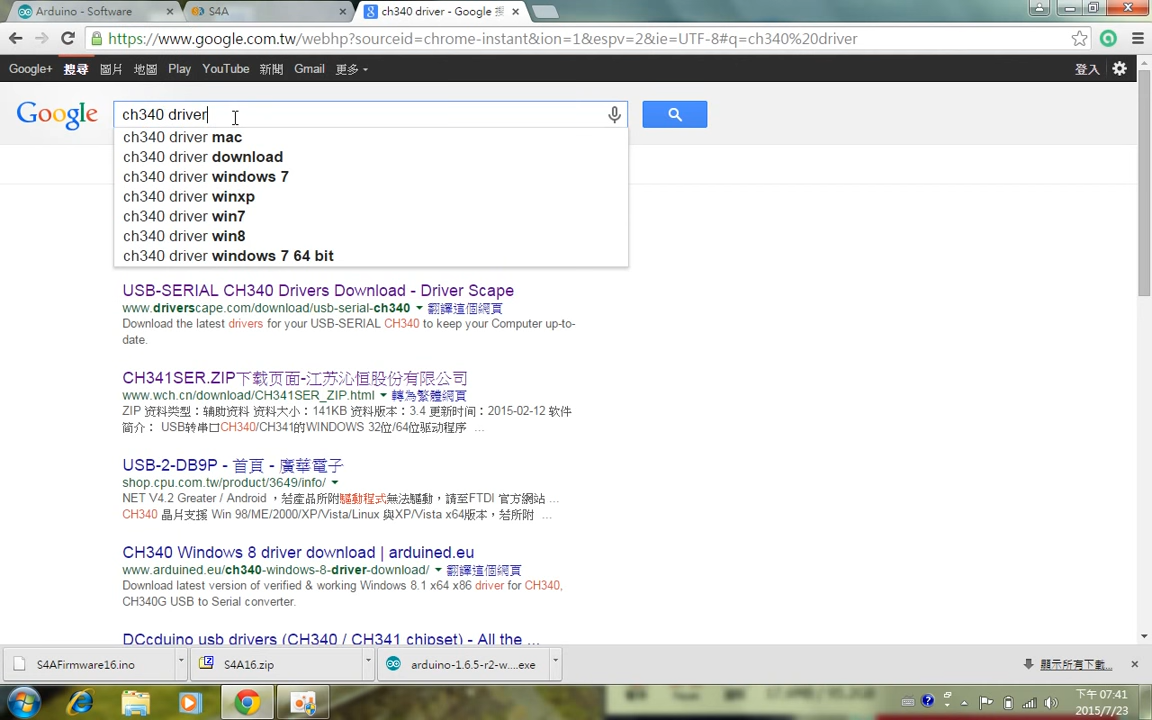 Arduino - Software
S4A
ch340 driver - Google 搜
https://www.google.com.tw/webhp?sourceid=chrome-instant&ion=1&espv=2&ie=UTF-8#q=ch340%20driver
Google+ 搜尋 圖片 地圖 Play YouTube 新聞 Gmail 更多 登入
Google ch340 driver
ch340 driver mac
ch340 driver download
ch340 driver windows 7
ch340 driver winxp
ch340 driver win7
ch340 driver win8
ch340 driver windows 7 64 bit
USB-SERIAL CH340 Drivers Download - Driver Scape
www.driverscape.com/download/usb-serial-ch340 翻譯這個網頁
Download the latest drivers for your USB-SERIAL CH340 to keep your Computer up-to-
date.
CH341SER.ZIP下载页面-江苏沁恒股份有限公司
www.wch.cn/download/CH341SER_ZIP.html 轉為繁體網頁
ZIP 资料类型：辅助资料 资料大小：141KB 资料版本：3.4 更新时间：2015-02-12 软件
简介： USB转串口CH340/CH341的WINDOWS 32位/64位驱动程序 ...
USB-2-DB9P - 首頁 - 廣華電子
shop.cpu.com.tw/product/3649/info/
NET V4.2 Greater / Android ，若產品所附驅動程式無法驅動，請至FTDI 官方網站 ...
CH340 晶片支援 Win 98/ME/2000/XP/Vista/Linux 與XP/Vista x64版本，若所附 ...
CH340 Windows 8 driver download | arduined.eu
www.arduined.eu/ch340-windows-8-driver-download/ 翻譯這個網頁
Download latest version of verified & working Windows 8.1 x64 x86 driver for CH340,
CH340G USB to Serial converter.
DCcduino usb drivers (CH340 / CH341 chipset) - All the ...
S4AFirmware16.ino
S4A16.zip
arduino-1.6.5-r2-w....exe
顯示所有下載...
下午 07:41
2015/7/23